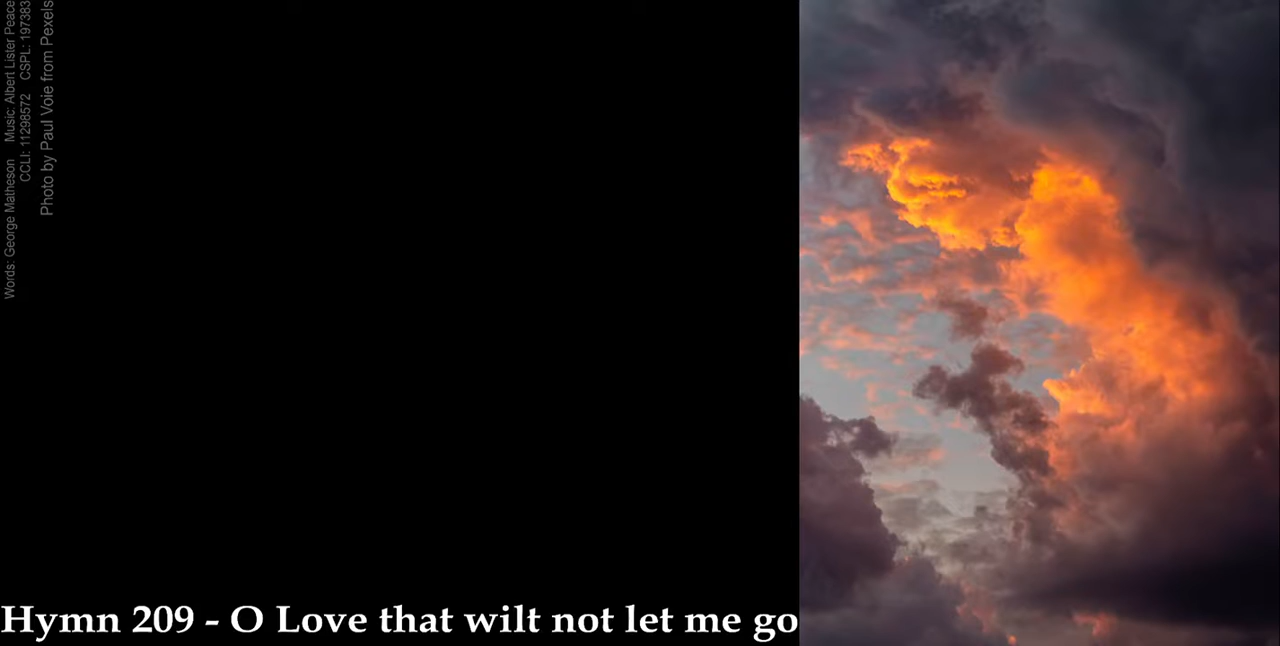 Words: George Matheson Music: Albert Lister Peace
CCLI: 11298572 CSPL: 197383
Photo by Paul Voie from Pexels
Hymn 209 - O Love that wilt not let me go